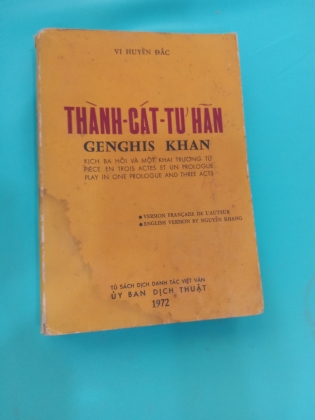 VI HUYỀN ĐẮC
THÀNH-CÁT-TƯ HÃN
GENGHIS KHAN
KỊCH BA HỒI VÀ MỘT KHAI TRƯỜNG TỪ
PIÈCE EN TROIS ACTES ET UN PROLOGUE
PLAY IN ONE PROLOGUE AND THREE ACTS
• VERSION FRANÇAISE DE L'AUTEUR
• ENGLISH VERSION BY NGUYỄN KHANG
TỦ SÁCH DỊCH DANH TÁC VIỆT VĂN
ỦY BAN DỊCH THUẬT
1972